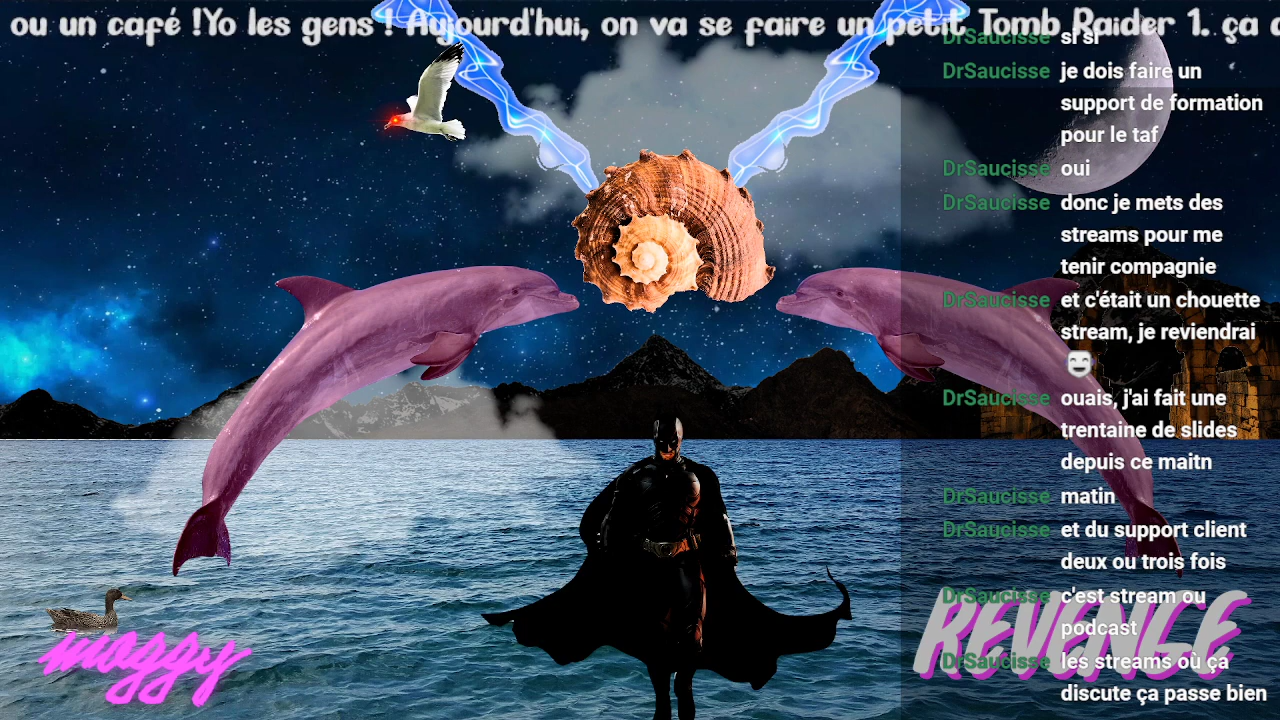 ou un café !Yo les gens ! Aujourd'hui, on va se faire un petit Tomb Raider 1. ça
DrSaucisse si si
DrSaucisse je dois faire un
support de formation
pour le taf
DrSaucisse oui
DrSaucisse donc je mets des
streams pour me
tenir compagnie
DrSaucisse et c'était un chouette
stream, je reviendrai
DrSaucisse ouais, j'ai fait une
trentaine de slides
depuis ce maitn
DrSaucisse matin
DrSaucisse et du support client
deux ou trois fois
DrSaucisse c'est stream ou
podcast
DrSaucisse les streams où ça
discute ça passe bien
moggy
REVENGE